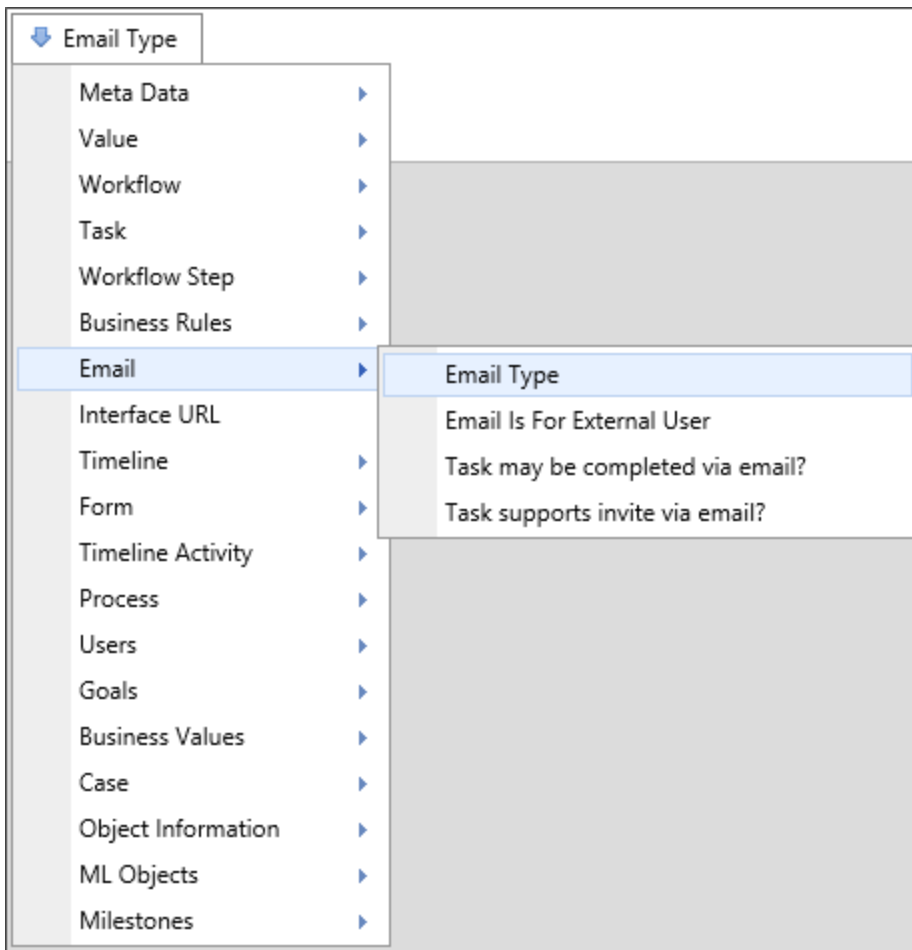 Email Type
Meta Data
Value
Workflow
Task
Workflow Step
Business Rules
Email
Email Type
Email Is For External User
Task may be completed via email?
Task supports invite via email?
Interface URL
Timeline
Form
Timeline Activity
Process
Users
Goals
Business Values
Case
Object Information
ML Objects
Milestones